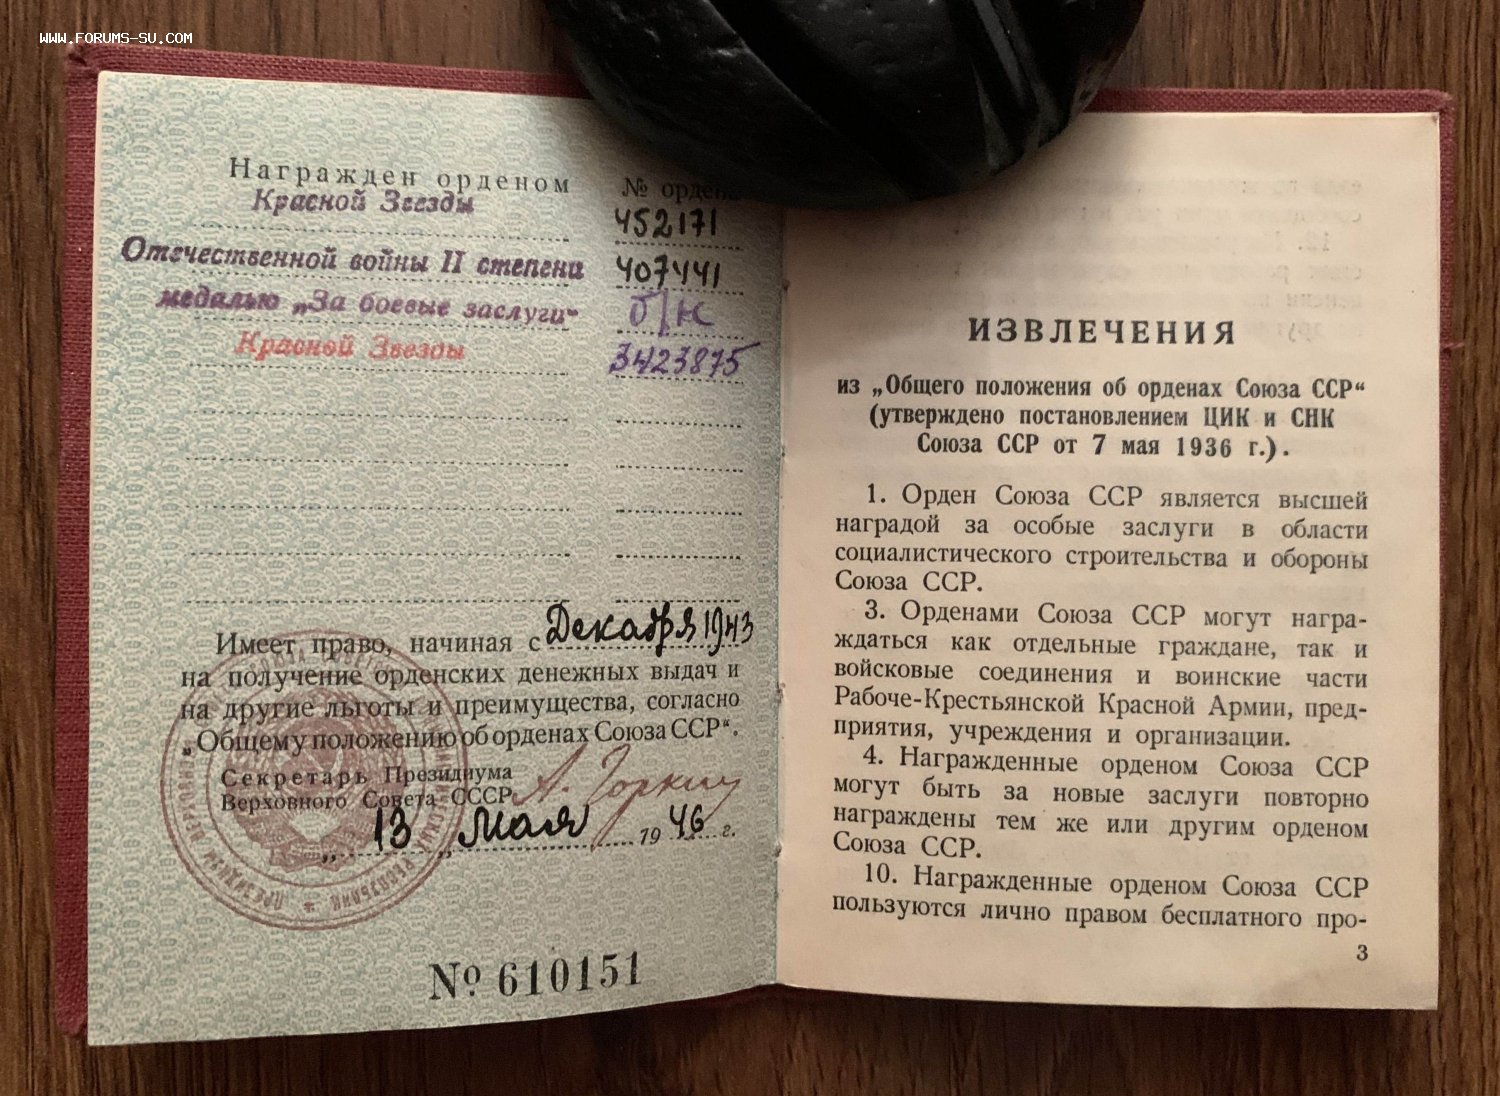 WWW.FORUMS-SU.COM
Награжден орденом № ордена
Красной Звезды 452171
Отечественной войны II степени 407441
медалью „За боевые заслуги“ б/н
Красной Звезды 3423875
Имеет право, начиная с Декабря 1943
на получение орденских денежных выдач и
на другие льготы и преимущества, согласно
„Общему положению об орденах Союза ССР“.
Секретарь Президиума
Верховного Совета СССР А. Горкин
„13„ Мая 1946 г.
№ 610151
ИЗВЛЕЧЕНИЯ
из „Общего положения об орденах Союза ССР“
(утверждено постановлением ЦИК и СНК
Союза ССР от 7 мая 1936 г.).
1. Орден Союза ССР является высшей
наградой за особые заслуги в области
социалистического строительства и обороны
Союза ССР.
3. Орденами Союза ССР могут награ-
ждаться как отдельные граждане, так и
войсковые соединения и воинские части
Рабоче-Крестьянской Красной Армии, пред-
приятия, учреждения и организации.
4. Награжденные орденом Союза ССР
могут быть за новые заслуги повторно
награждены тем же или другим орденом
Союза ССР.
10. Награжденные орденом Союза ССР
пользуются лично правом бесплатного про-
3